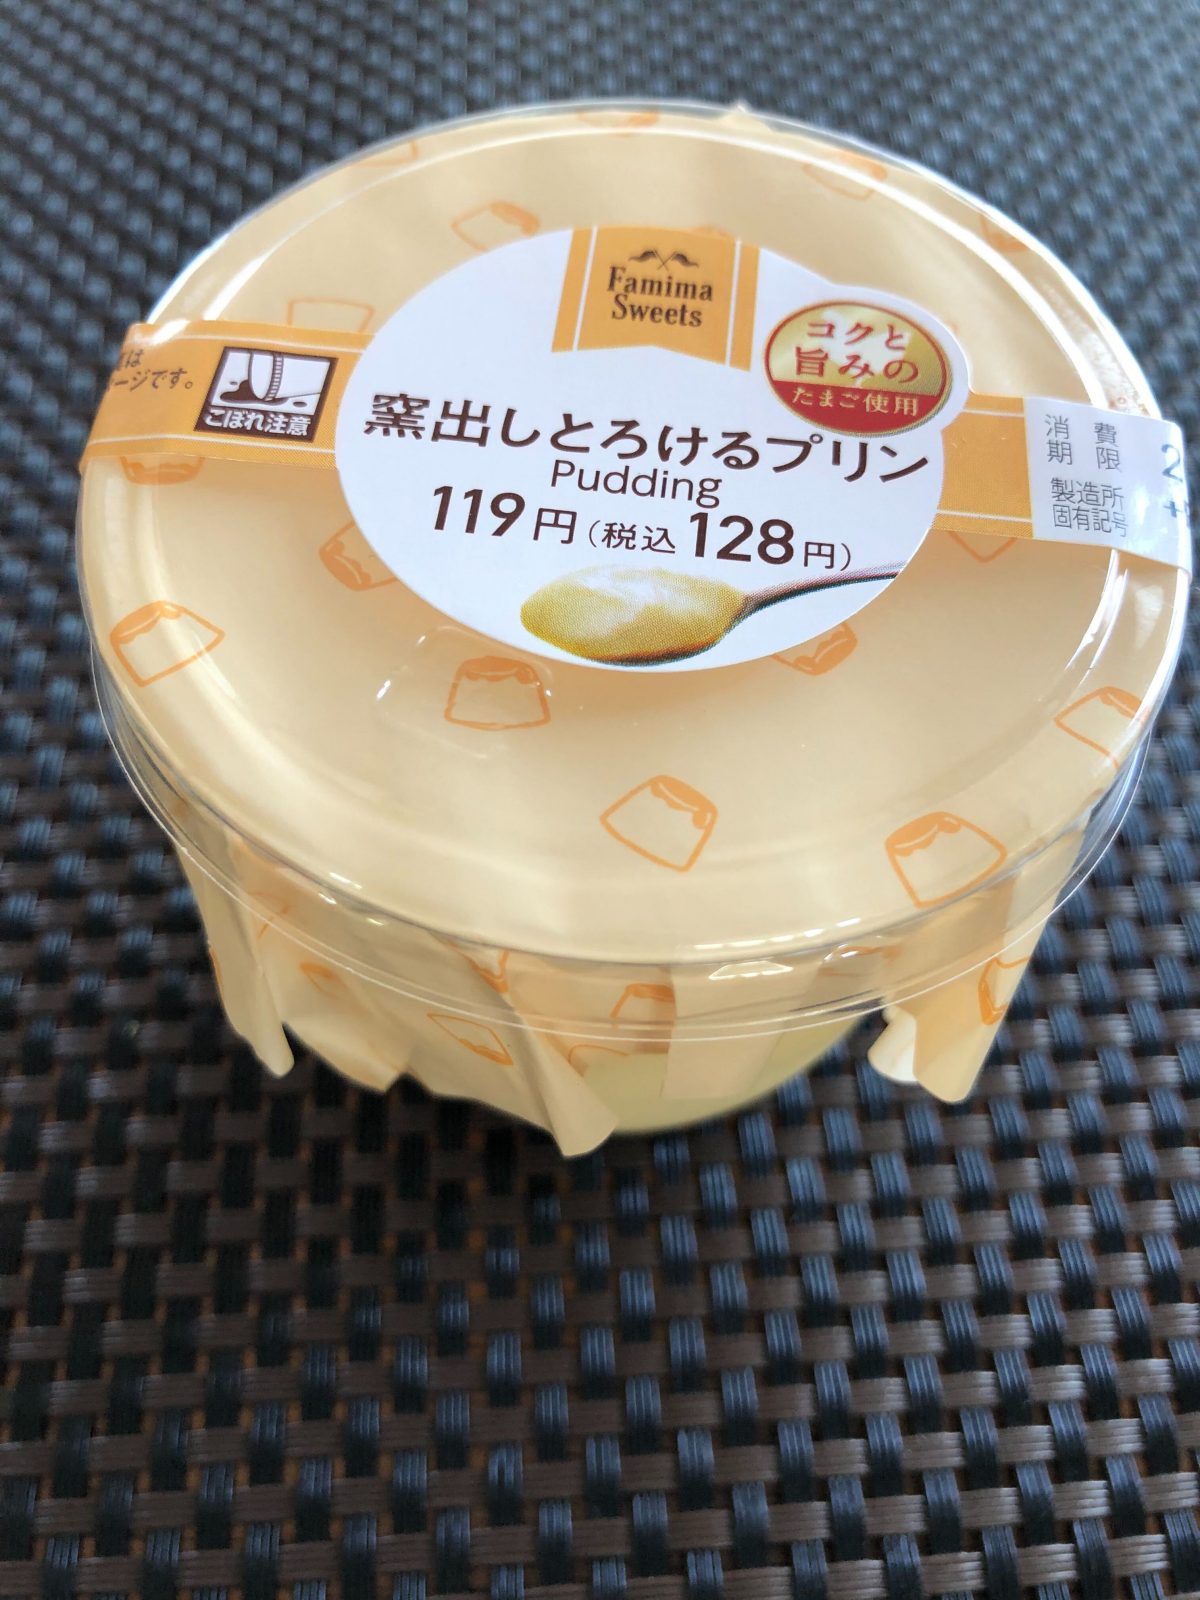 Famima
Sweets
コクと
旨みの
たまご使用
は
ージです。
こぼれ注意
窯出しとろけるプリン
Pudding
119円(税込128円)
消費
期限
製造所
固有記号